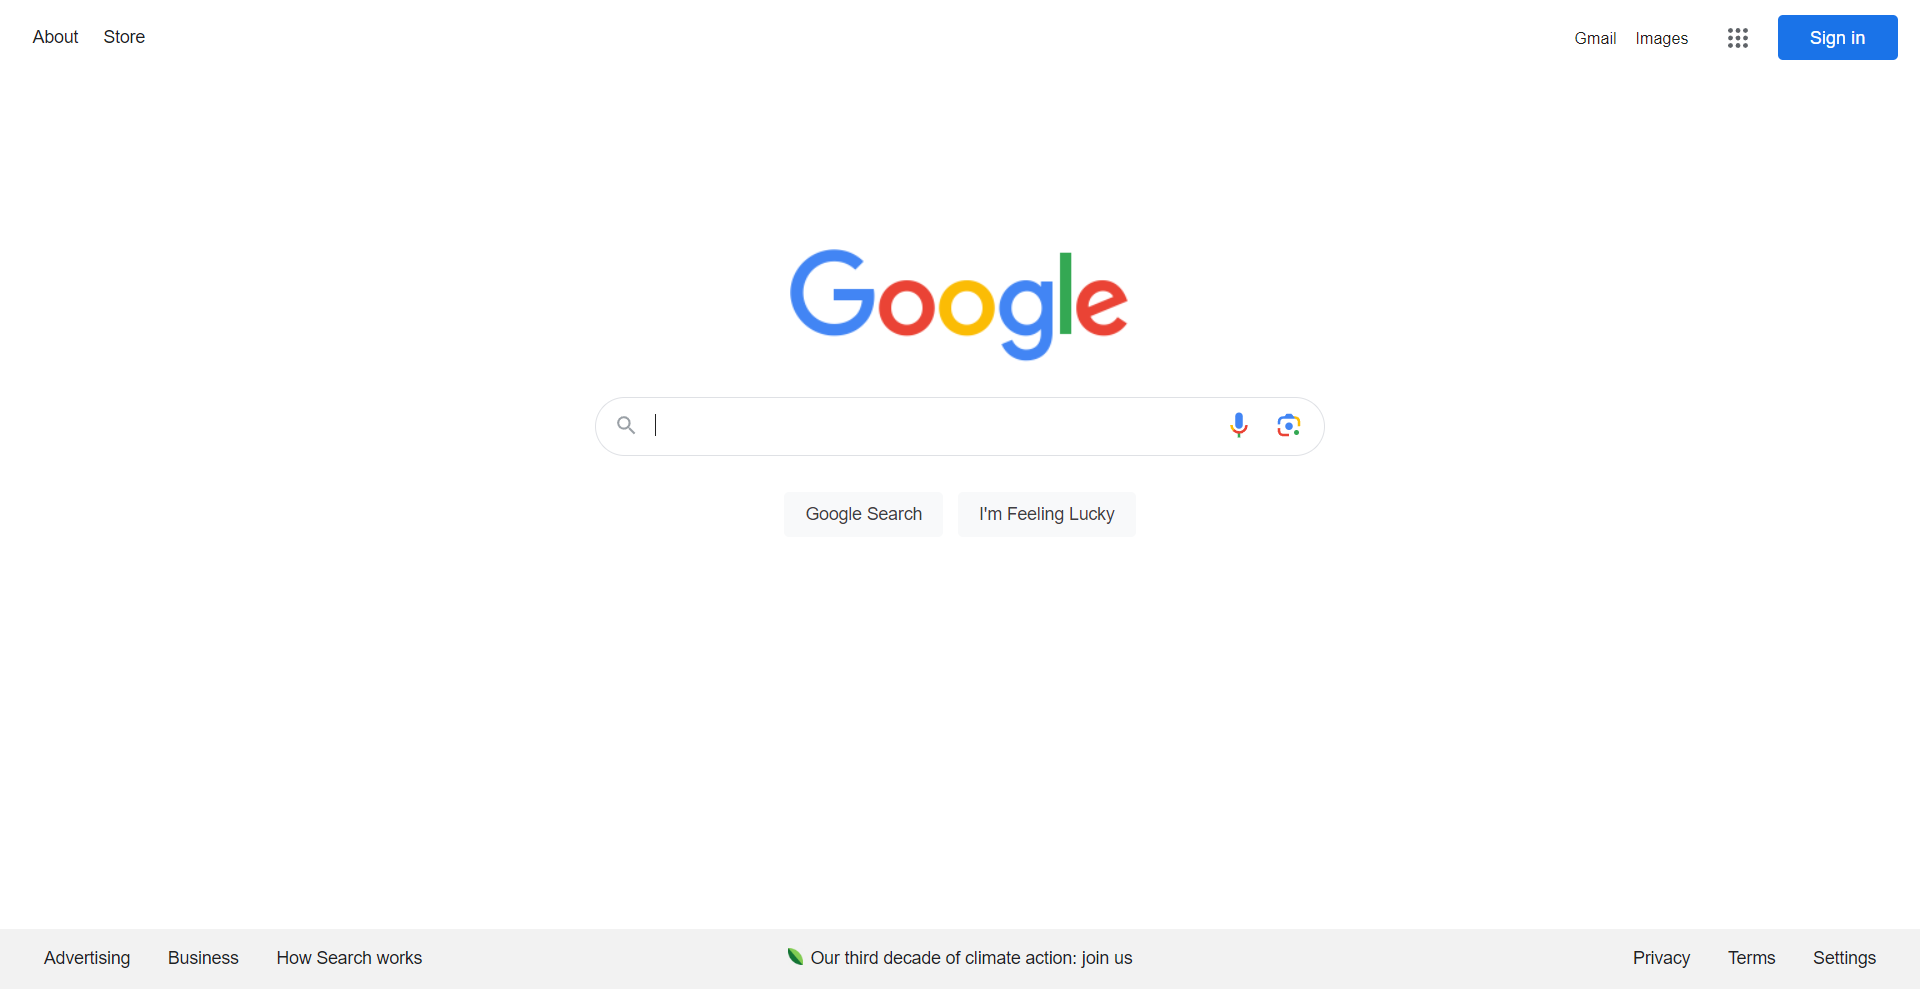 About Store Gmail Images Sign in
Google
Google Search I'm Feeling Lucky
Advertising Business How Search works Our third decade of climate action: join us Privacy Terms Settings